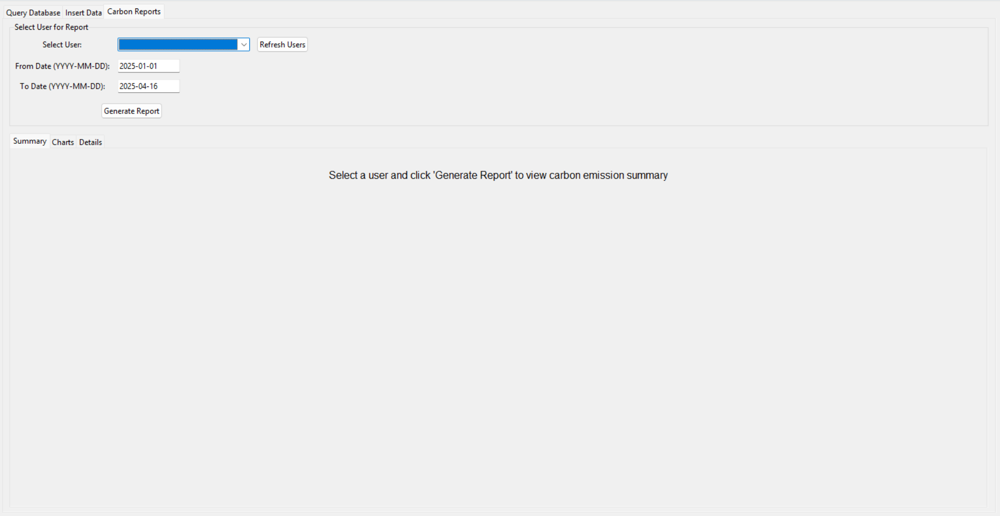 Query Database Insert Data Carbon Reports
Select User for Report
Select User: Refresh Users
From Date (YYYY-MM-DD): 2025-01-01
To Date (YYYY-MM-DD): 2025-04-16
Generate Report
Summary Charts Details
Select a user and click 'Generate Report' to view carbon emission summary